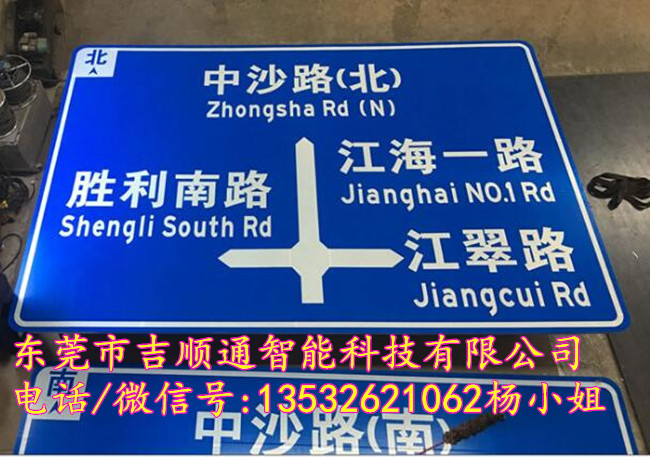 北
中沙路(北)
Zhongsha Rd (N)
江海一路
Jianghai NO.1 Rd
胜利南路
Shengli South Rd
江翠路
Jiangcui Rd
东莞市吉顺通智能科技有限公司
南
电话/微信号:13532621062杨小姐
中沙路(南)